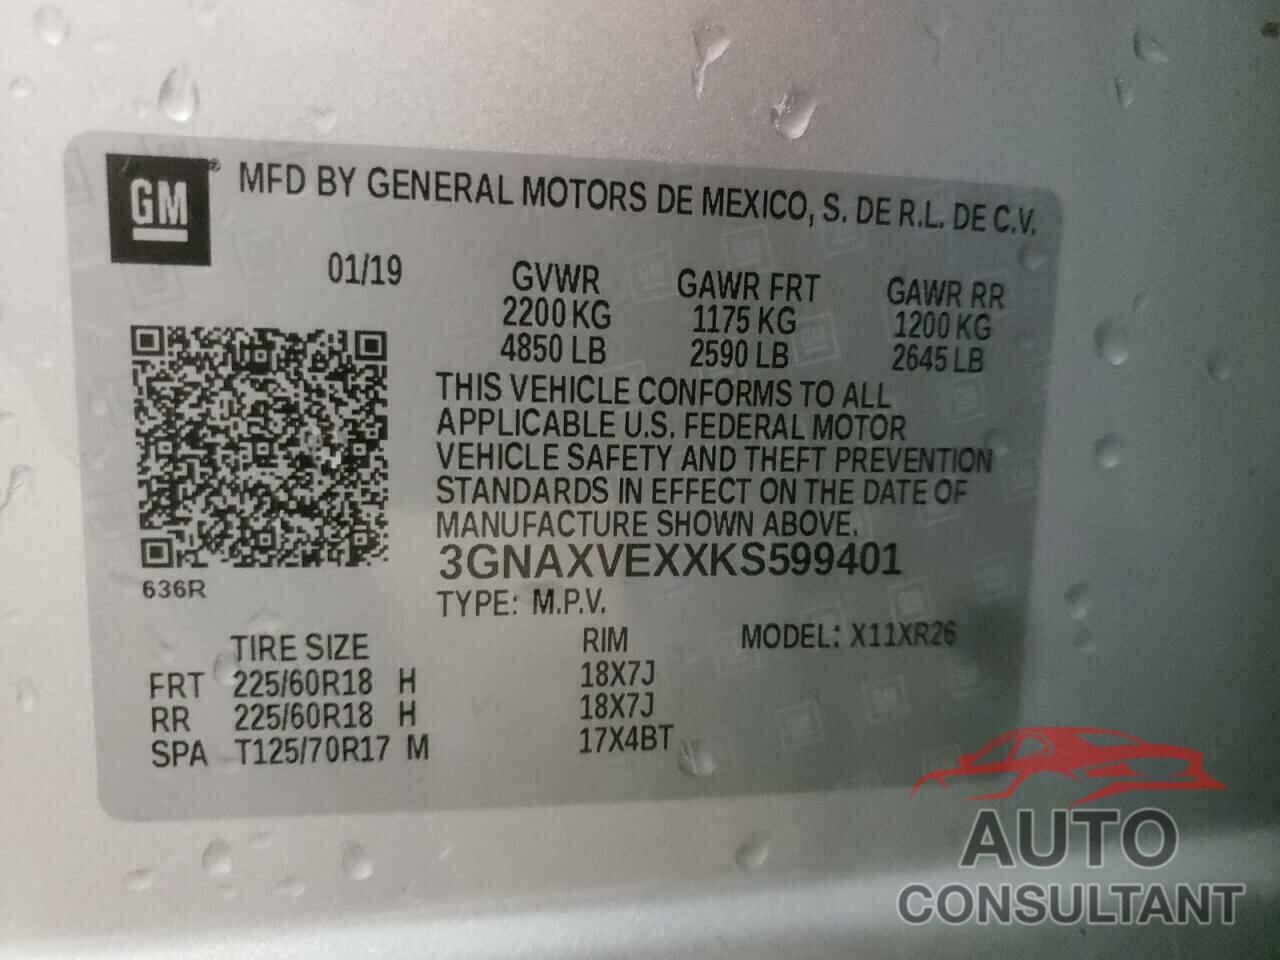 GM
MFD BY GENERAL MOTORS DE MEXICO, S. DE R.L. DE C.V.
01/19 GVWR GAWR FRT GAWR RR
2200 KG 1175 KG 1200 KG
4850 LB 2590 LB 2645 LB
THIS VEHICLE CONFORMS TO ALL
APPLICABLE U.S. FEDERAL MOTOR
VEHICLE SAFETY AND THEFT PREVENTION
STANDARDS IN EFFECT ON THE DATE OF
MANUFACTURE SHOWN ABOVE.
3GNAXVEXXKS599401
636R
TYPE: M.P.V.
TIRE SIZE RIM MODEL: X11XR26
FRT 225/60R18 H 18X7J
RR 225/60R18 H 18X7J
SPA T125/70R17 M 17X4BT
AUTO
CONSULTANT